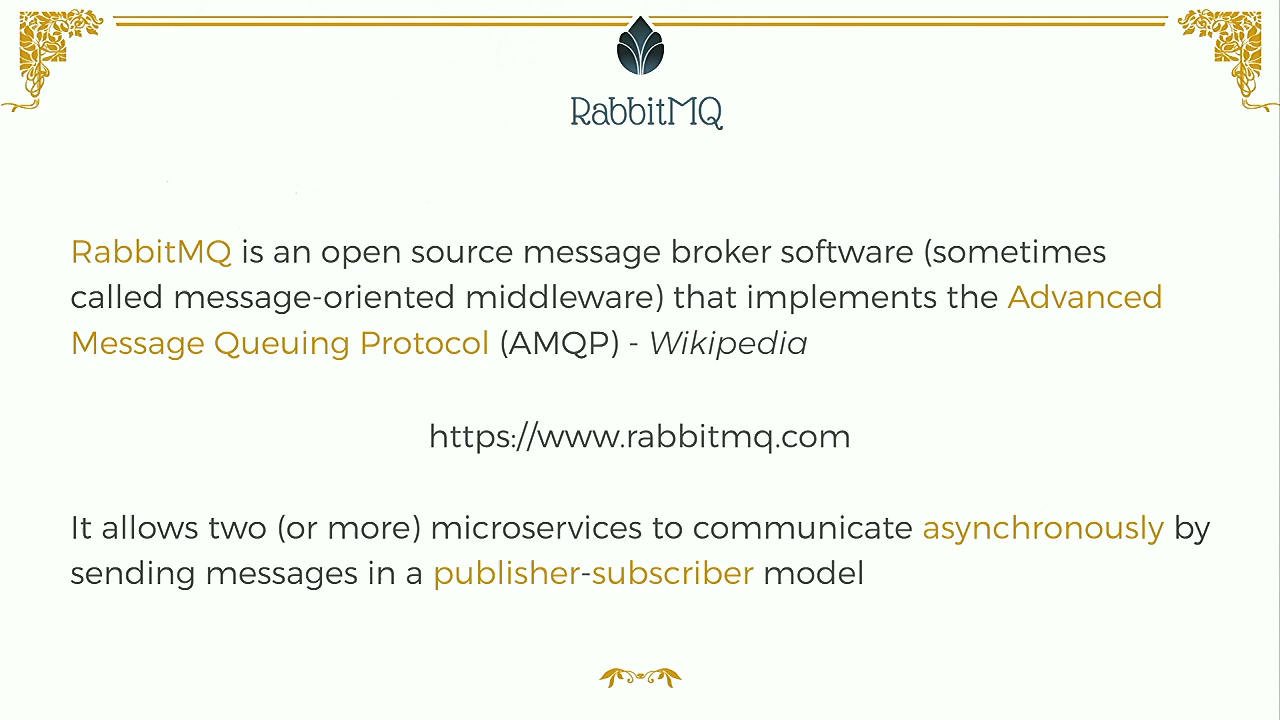 RabbitMQ
RabbitMQ is an open source message broker software (sometimes
called message-oriented middleware) that implements the Advanced
Message Queuing Protocol (AMQP) - Wikipedia
https://www.rabbitmq.com
It allows two (or more) microservices to communicate asynchronously by
sending messages in a publisher-subscriber model